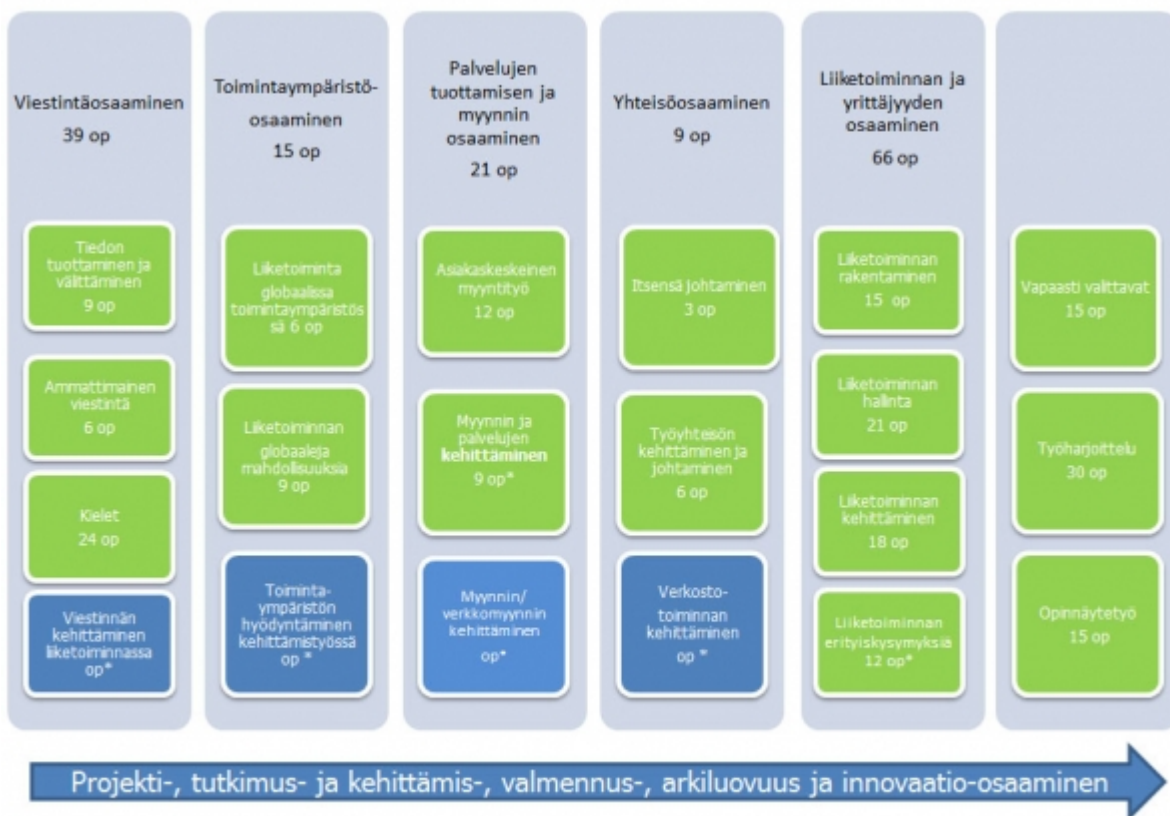 Viestintäosaaminen
39 op
Tiedon
tuottaminen ja
välittäminen
9 op
Ammattimainen
viestintä
6 op
Kielet
24 op
Viestinnän
kehittäminen
liiketoiminnassa
op*
Toimintaympäristö-
osaaminen
15 op
Liiketoiminta
globaalissa
toimintaympäristös
sä 6 op
Liiketoiminnan
globaaleja
mahdollisuuksia
9 op
Toiminta-
ympäristön
hyödyntäminen
kehittämistyössä
op *
Palvelujen
tuottamisen ja
myynnin
osaaminen
21 op
Asiakaskeskeinen
myyntityö
12 op
Myynnin ja
palvelujen
kehittäminen
9 op*
Myynnin/
verkkomyynnin
kehittäminen
op*
Yhteisöosaaminen
9 op
Itsensä johtaminen
3 op
Työyhteisön
kehittäminen ja
johtaminen
6 op
Verkosto-
toiminnan
kehittäminen
op *
Liiketoiminnan ja
yrittäjyyden
osaaminen
66 op
Liiketoiminnan
rakentaminen
15 op
Liiketoiminnan
hallinta
21 op
Liiketoiminnan
kehittäminen
18 op
Liiketoiminnan
erityiskysymyksiä
12 op*
Vapaasti valittavat
15 op
Työharjoittelu
30 op
Opinnäytetyö
15 op
Projekti-, tutkimus- ja kehittämis-, valmennus-, arkiluovuus ja innovaatio-osaaminen